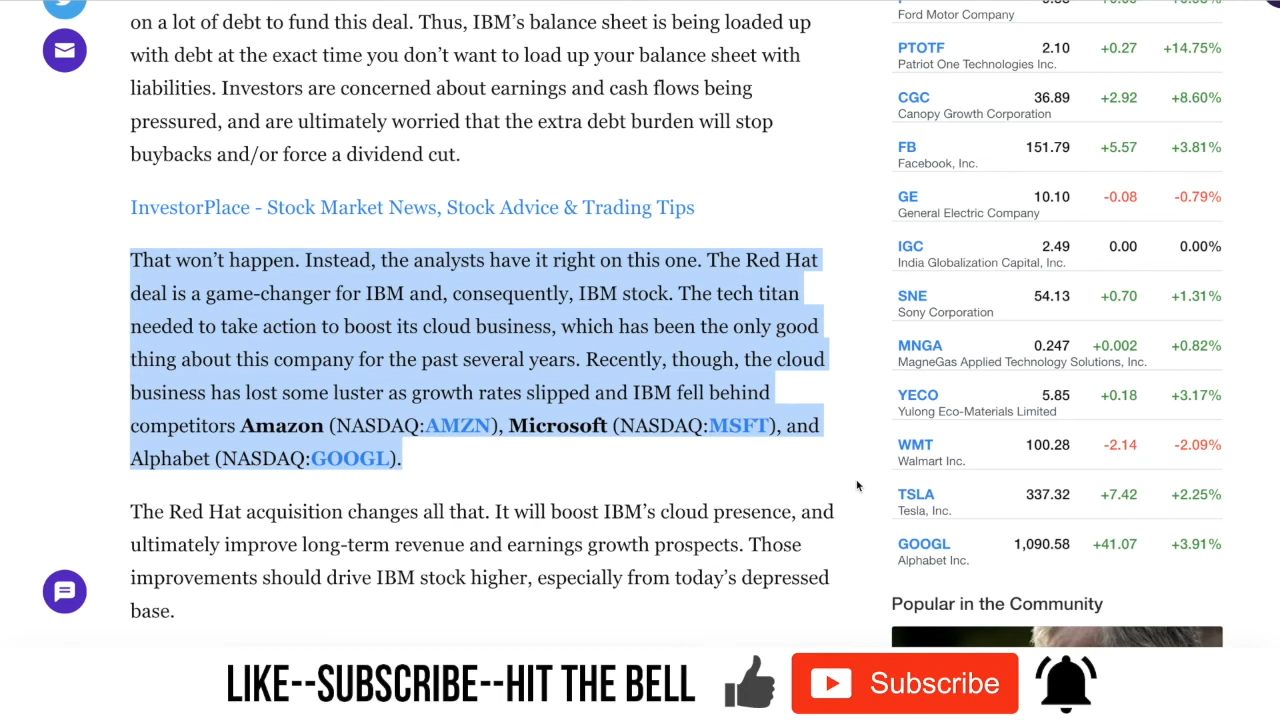 on a lot of debt to fund this deal. Thus, IBM’s balance sheet is being loaded up
with debt at the exact time you don’t want to load up your balance sheet with
liabilities. Investors are concerned about earnings and cash flows being
pressured, and are ultimately worried that the extra debt burden will stop
buybacks and/or force a dividend cut.
InvestorPlace - Stock Market News, Stock Advice & Trading Tips
That won’t happen. Instead, the analysts have it right on this one. The Red Hat
deal is a game-changer for IBM and, consequently, IBM stock. The tech titan
needed to take action to boost its cloud business, which has been the only good
thing about this company for the past several years. Recently, though, the cloud
business has lost some luster as growth rates slipped and IBM fell behind
competitors Amazon (NASDAQ:AMZN), Microsoft (NASDAQ:MSFT), and
Alphabet (NASDAQ:GOOGL).
The Red Hat acquisition changes all that. It will boost IBM’s cloud presence, and
ultimately improve long-term revenue and earnings growth prospects. Those
improvements should drive IBM stock higher, especially from today’s depressed
base.
Ford Motor Company
PTOTF 2.10 +0.27 +14.75%
Patriot One Technologies Inc.
CGC 36.89 +2.92 +8.60%
Canopy Growth Corporation
FB 151.79 +5.57 +3.81%
Facebook, Inc.
GE 10.10 -0.08 -0.79%
General Electric Company
IGC 2.49 0.00 0.00%
India Globalization Capital, Inc.
SNE 54.13 +0.70 +1.31%
Sony Corporation
MNGA 0.247 +0.002 +0.82%
MagneGas Applied Technology Solutions, Inc.
YECO 5.85 +0.18 +3.17%
Yulong Eco-Materials Limited
WMT 100.28 -2.14 -2.09%
Walmart Inc.
TSLA 337.32 +7.42 +2.25%
Tesla, Inc.
GOOGL 1,090.58 +41.07 +3.91%
Alphabet Inc.
Popular in the Community
LIKE--SUBSCRIBE--HIT THE BELL
Subscribe